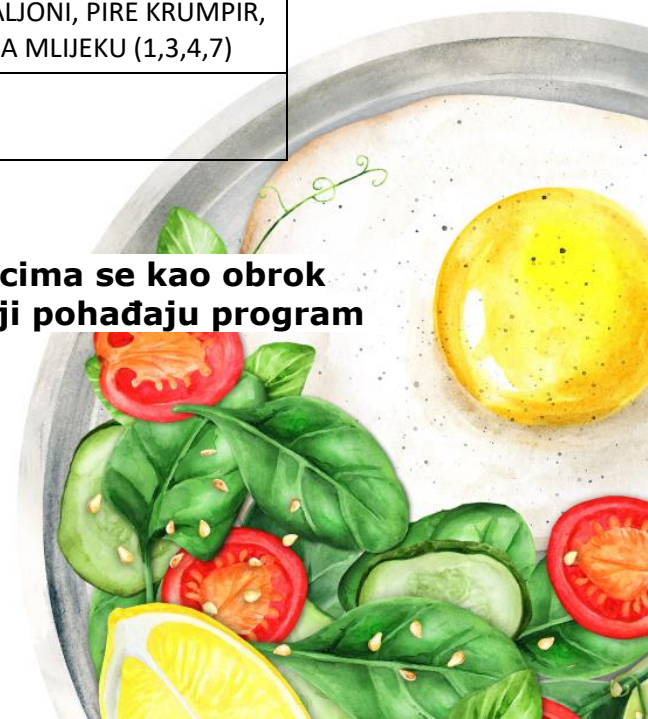 ALJONI, PIRE KRUMPIR,
A MLIJEKU (1,3,4,7)
cima se kao obrok
ji pohađaju program